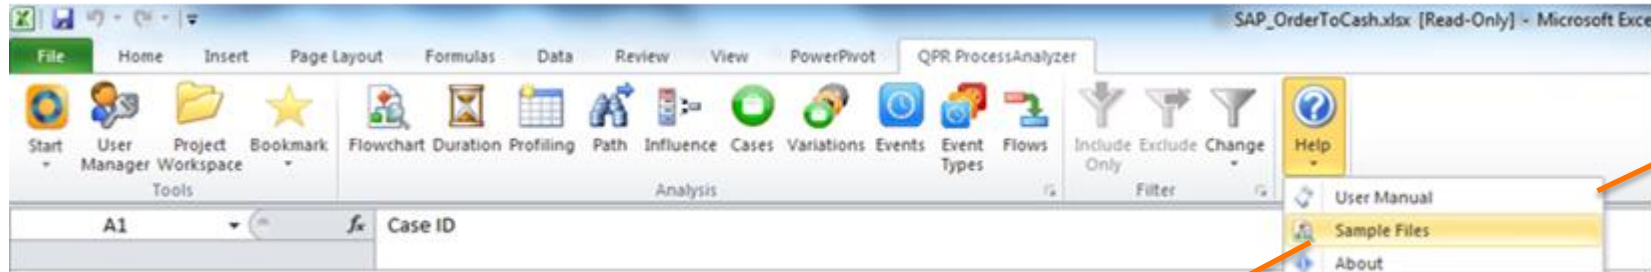 SAP_OrderToCash.xlsx [Read-Only] - Microsoft Exce
File Home Insert Page Layout Formulas Data Review View PowerPivot QPR ProcessAnalyzer
Start User Manager Project Workspace Bookmark Flowchart Duration Profiling Path Influence Cases Variations Events Event Types Flows Include Only Exclude Change Help
Tools Analysis Filter
User Manual
A1 fx Case ID
Sample Files
About